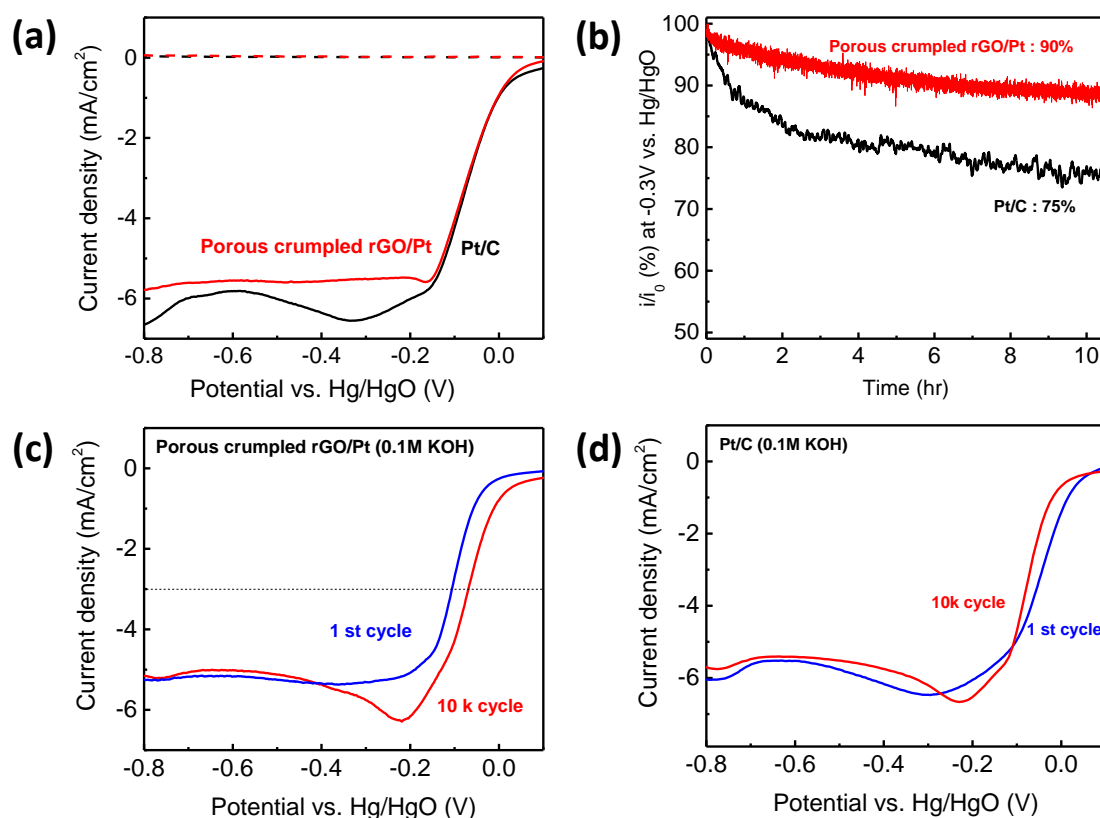 (a)
Current density (mA/cm²)
0
-2
-4
-6
Porous crumpled rGO/Pt
Pt/C
-0.8
-0.6
-0.4
-0.2
0.0
Potential vs. Hg/HgO (V)
(b)
i/i₀ (%) at -0.3V vs. Hg/HgO
100
90
80
70
60
50
Porous crumpled rGO/Pt : 90%
Pt/C : 75%
0
2
4
6
8
10
Time (hr)
(c)
Porous crumpled rGO/Pt (0.1M KOH)
Current density (mA/cm²)
0
-2
-4
-6
1 st cycle
10 k cycle
-0.8
-0.6
-0.4
-0.2
0.0
Potential vs. Hg/HgO (V)
(d)
Pt/C (0.1M KOH)
Current density (mA/cm²)
0
-2
-4
-6
10k cycle
1 st cycle
-0.8
-0.6
-0.4
-0.2
0.0
Potential vs. Hg/HgO (V)